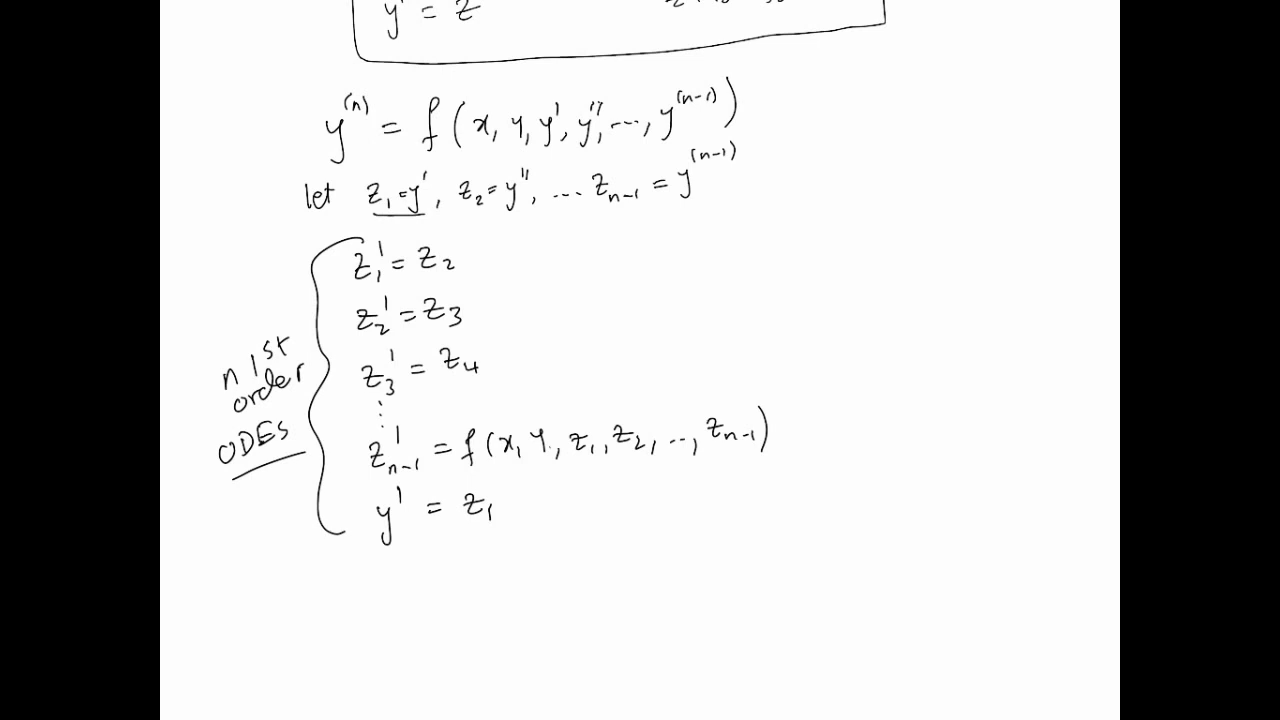 y' = z
y^(n) = f(x, y, y', y'', ..., y^(n-1))
let z₁=y', z₂=y'', ... z_{n-1} = y^(n-1)
z₁' = z₂
z₂' = z₃
z₃' = z₄
⋮
z'_{n-1} = f(x, y, z₁, z₂, .., z_{n-1})
y' = z₁
n 1st
order
ODES